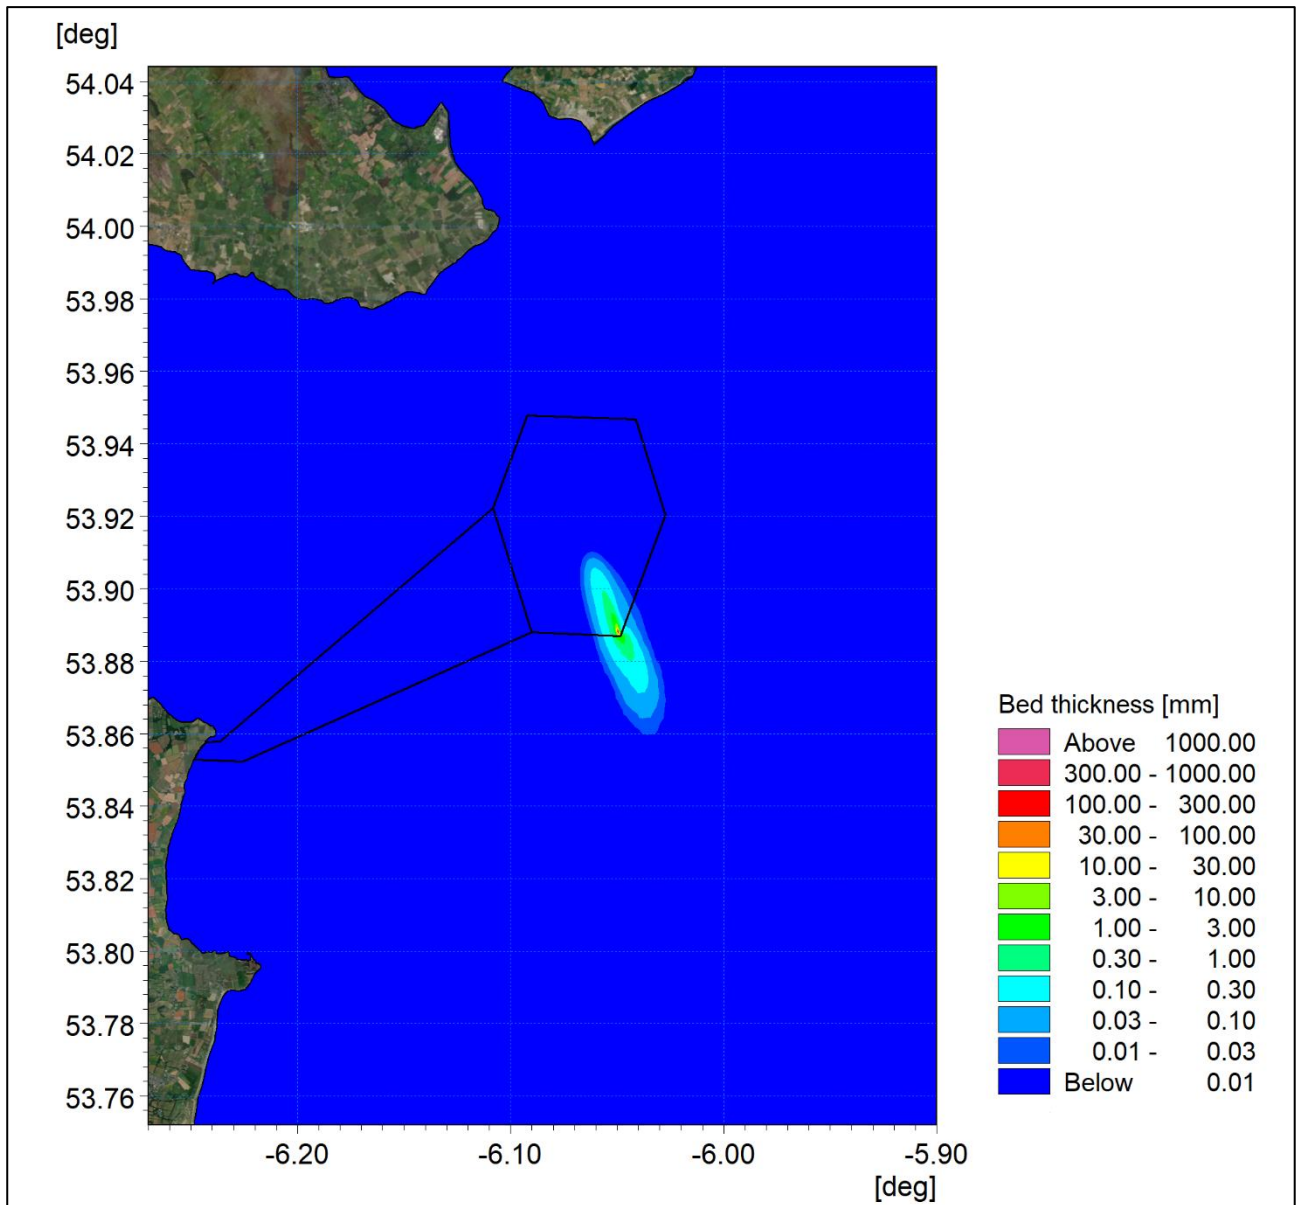 [deg]
54.04
54.02
54.00
53.98
53.96
53.94
53.92
53.90
53.88
53.86
53.84
53.82
53.80
53.78
53.76
-6.20 -6.10 -6.00 -5.90
[deg]
Bed thickness [mm]
Above 1000.00
300.00 - 1000.00
100.00 - 300.00
30.00 - 100.00
10.00 - 30.00
3.00 - 10.00
1.00 - 3.00
0.30 - 1.00
0.10 - 0.30
0.03 - 0.10
0.01 - 0.03
Below 0.01